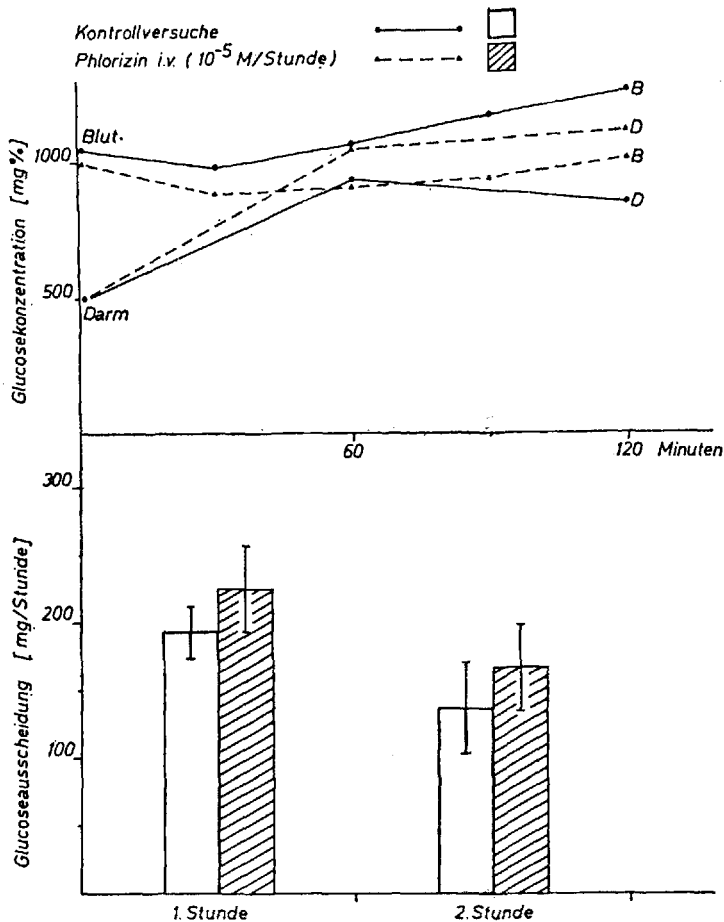 Kontrollversuche
Phlorizin i.v. (10⁻⁵ M/Stunde)
Glucosekonzentration [mg%]
1000
500
Blut
Darm
B
D
B
D
60
120
Minuten
Glucoseausscheidung [mg/Stunde]
300
200
100
1. Stunde
2. Stunde